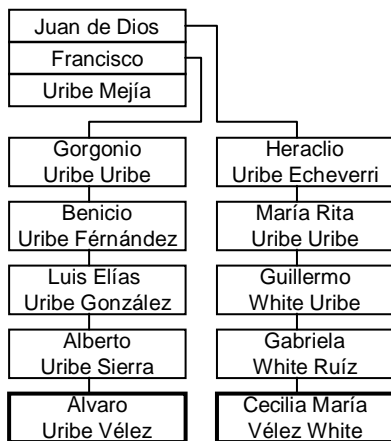 Juan de Dios
Francisco
Uribe Mejía
Gorgonio
Uribe Uribe
Benicio
Uribe Férnández
Luis Elías
Uribe González
Alberto
Uribe Sierra
Alvaro
Uribe Vélez
Heraclio
Uribe Echeverri
María Rita
Uribe Uribe
Guillermo
White Uribe
Gabriela
White Ruíz
Cecilia María
Vélez White